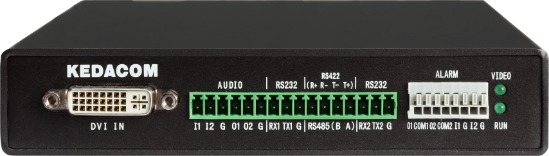 KEDACOM
DVI IN
AUDIO
RS232
RS422
(R+ R- T- T+)
RS232
ALARM
VIDEO
I1 I2 G O1 O2 G RX1 TX1 G RS485(B A) RX2 TX2 G
O1 COM1 O2 COM2 I1 G I2 G
RUN